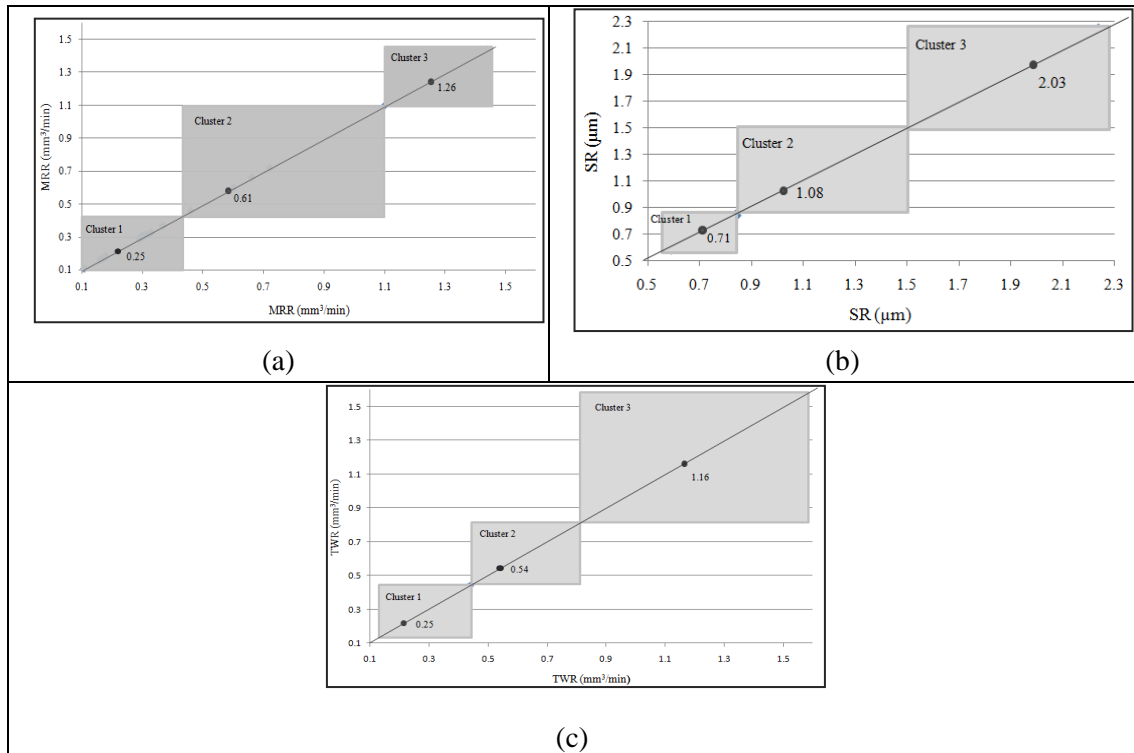 1.5
1.3
1.1
0.9
0.7
0.5
0.3
0.1
MRR (mm³/min)
Cluster 3
1.26
Cluster 2
0.61
Cluster 1
0.25
0.1 0.3 0.5 0.7 0.9 1.1 1.3 1.5
MRR (mm³/min)
(a)
2.3
2.1
1.9
1.7
1.5
1.3
1.1
0.9
0.7
0.5
SR (µm)
Cluster 3
2.03
Cluster 2
1.08
Cluster 1
0.71
0.5 0.7 0.9 1.1 1.3 1.5 1.7 1.9 2.1 2.3
SR (µm)
(b)
1.5
1.3
1.1
0.9
0.7
0.5
0.3
0.1
TWR (mm³/min)
Cluster 3
1.16
Cluster 2
0.54
Cluster 1
0.25
0.1 0.3 0.5 0.7 0.9 1.1 1.3 1.5
TWR (mm³/min)
(c)